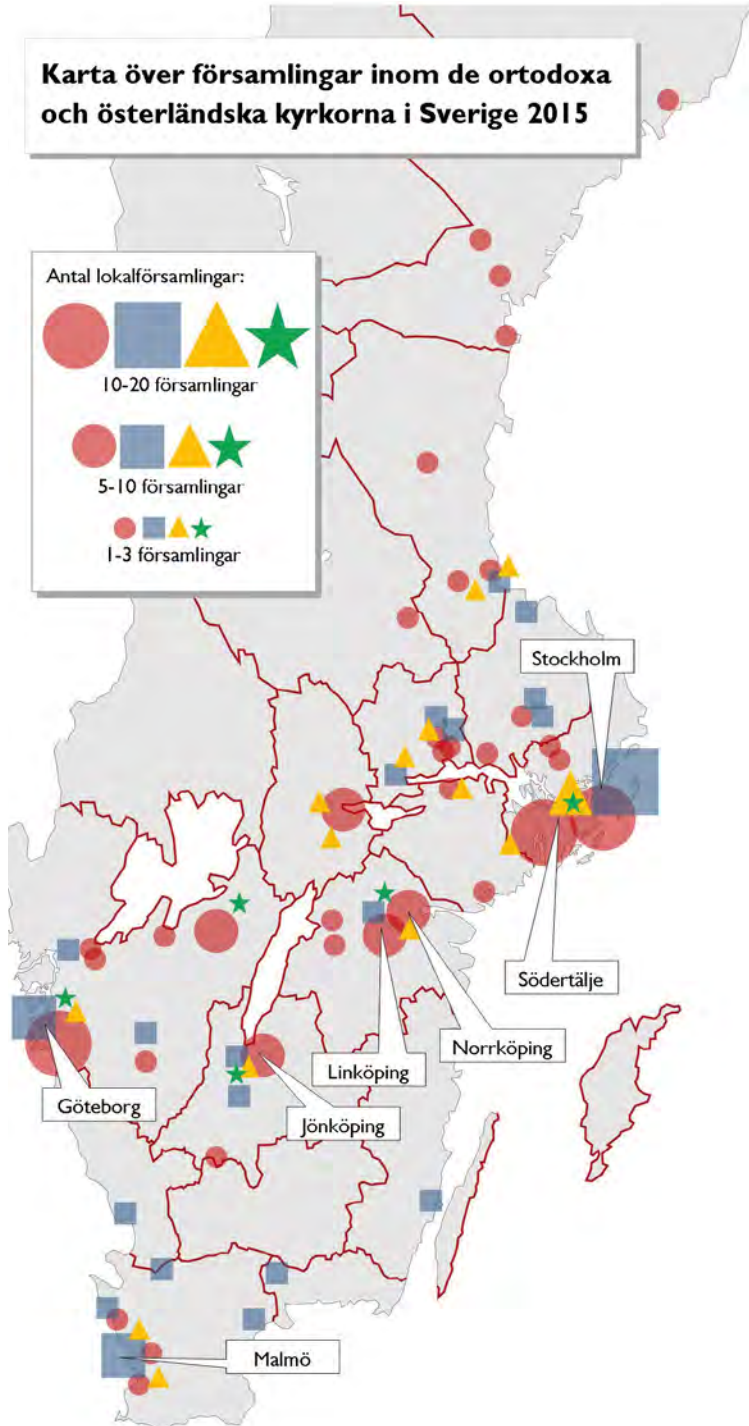 Karta över församlingar inom de ortodoxa
och österländska kyrkorna i Sverige 2015
Antal lokalförsamlingar:
10-20 församlingar
5-10 församlingar
1-3 församlingar
Stockholm
Södertälje
Norrköping
Linköping
Jönköping
Göteborg
Malmö